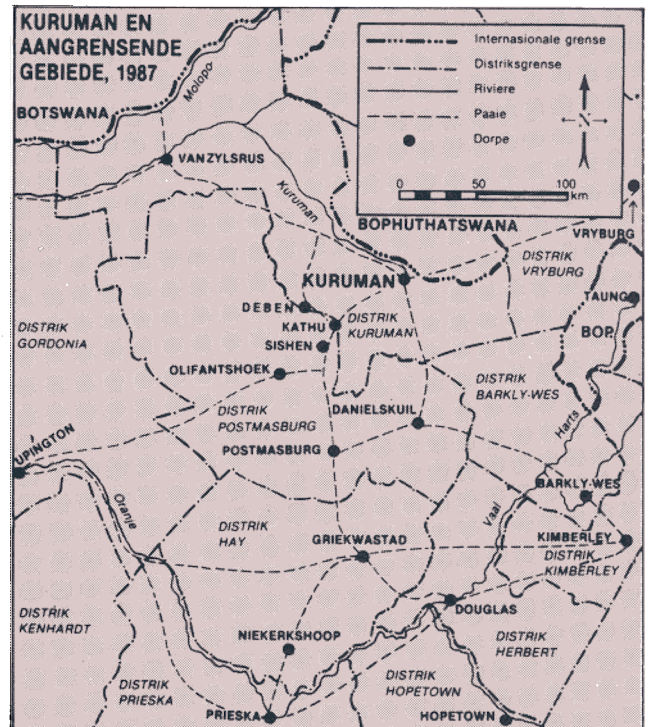 KURUMAN EN
AANGRENSENDE
GEBIEDE, 1987
Internasionale grense
Distriksgrense
Riviere
Paaie
Dorpe
N
0 50 100
km
BOTSWANA
Molopo
VANZYLSRUS
Kuruman
BOPHUTHATSWANA
VRYBURG
DISTRIK
VRYBURG
KURUMAN
TAUNG
DEBEN
DISTRIK
KURUMAN
KATHU
BOP.
SISHEN
DISTRIK
GORDONIA
OLIFANTSHOEK
DISTRIK
BARKLY-WES
DISTRIK
POSTMASBURG
DANIELSKUIL
Harts
UPINGTON
POSTMASBURG
BARKLY-WES
Oranje
Vaal
DISTRIK
HAY
GRIEKWASTAD
KIMBERLEY
DISTRIK
KIMBERLEY
DISTRIK
KENHARDT
DOUGLAS
NIEKERKSHOOP
DISTRIK
HERBERT
DISTRIK
PRIESKA
DISTRIK
HOPETOWN
PRIESKA
HOPETOWN